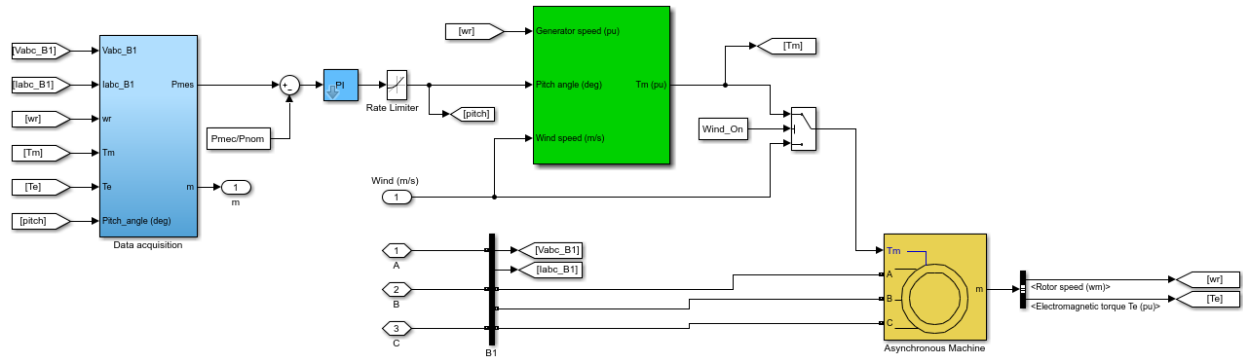 [Vabc_B1]
[Iabc_B1]
[wr]
[Tm]
[Te]
[pitch]
Vabc_B1
Iabc_B1
wr
Tm
Te
Pitch_angle (deg)
Pmes
m
Data acquisition
1
m
+
-
Pmec/Pnom
PI
Rate Limiter
[pitch]
[wr]
Generator speed (pu)
Pitch angle (deg)
Wind speed (m/s)
Tm (pu)
[Tm]
Wind_On
Wind (m/s)
1
1
A
2
B
3
C
B1
[Vabc_B1]
[Iabc_B1]
Tm
A
B
C
m
Asynchronous Machine
<Rotor speed (wm)>
<Electromagnetic torque Te (pu)>
[wr]
[Te]